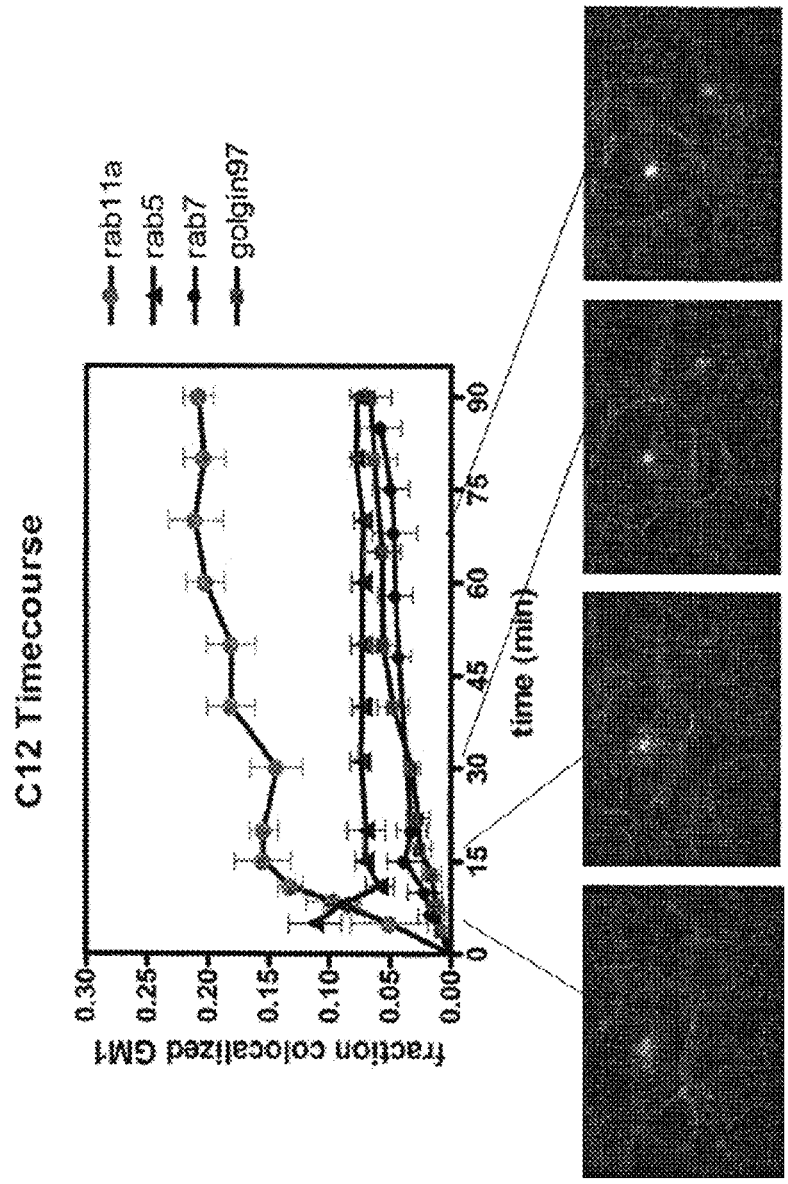 C12 Timecourse
fraction colocalized GM1
0.30
0.25
0.20
0.15
0.10
0.05
0.00
0 15 30 45 60 75 90
time (min)
rab11a
rab5
rab7
golgin97